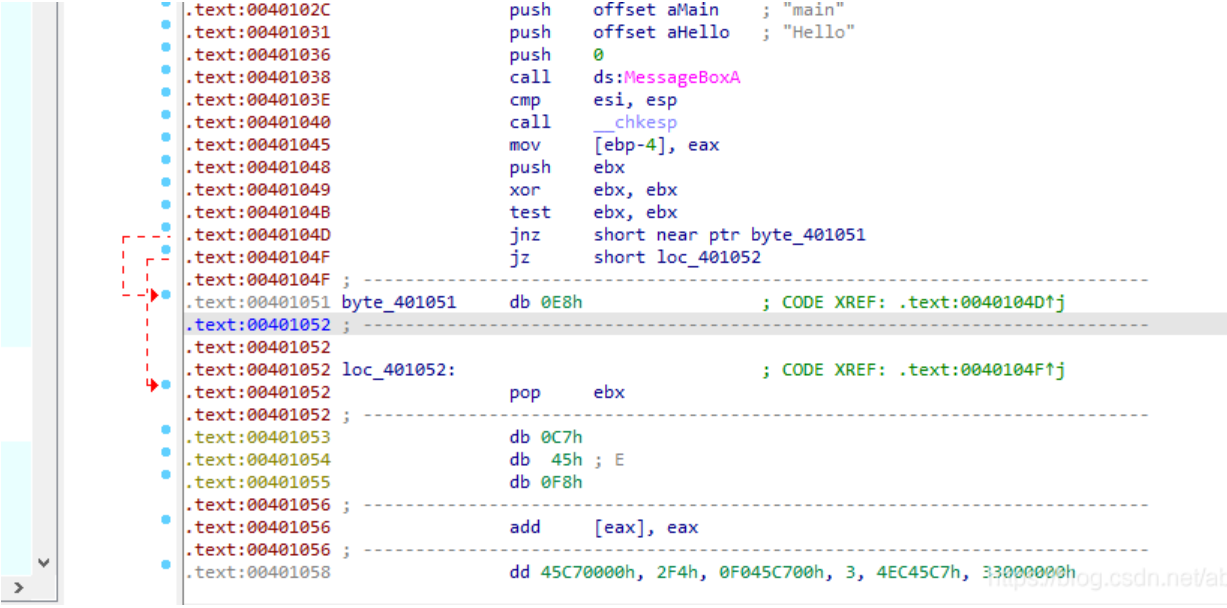 .text:0040102C push offset aMain ; "main"
.text:00401031 push offset aHello ; "Hello"
.text:00401036 push 0
.text:00401038 call ds:MessageBoxA
.text:0040103E cmp esi, esp
.text:00401040 call __chkesp
.text:00401045 mov [ebp-4], eax
.text:00401048 push ebx
.text:00401049 xor ebx, ebx
.text:0040104B test ebx, ebx
.text:0040104D jnz short near ptr byte_401051
.text:0040104F jz short loc_401052
.text:0040104F ; ---------------------------------------------------------------------------
.text:00401051 byte_401051 db 0E8h ; CODE XREF: .text:0040104D↑j
.text:00401052 ; ---------------------------------------------------------------------------
.text:00401052
.text:00401052 loc_401052: ; CODE XREF: .text:0040104F↑j
.text:00401052 pop ebx
.text:00401052 ; ---------------------------------------------------------------------------
.text:00401053 db 0C7h
.text:00401054 db 45h ; E
.text:00401055 db 0F8h
.text:00401056 ; ---------------------------------------------------------------------------
.text:00401056 add [eax], eax
.text:00401056 ; ---------------------------------------------------------------------------
.text:00401058 dd 45C70000h, 2F4h, 0F045C700h, 3, 4EC45C7h, 33000000h
https://blog.csdn.net/ab